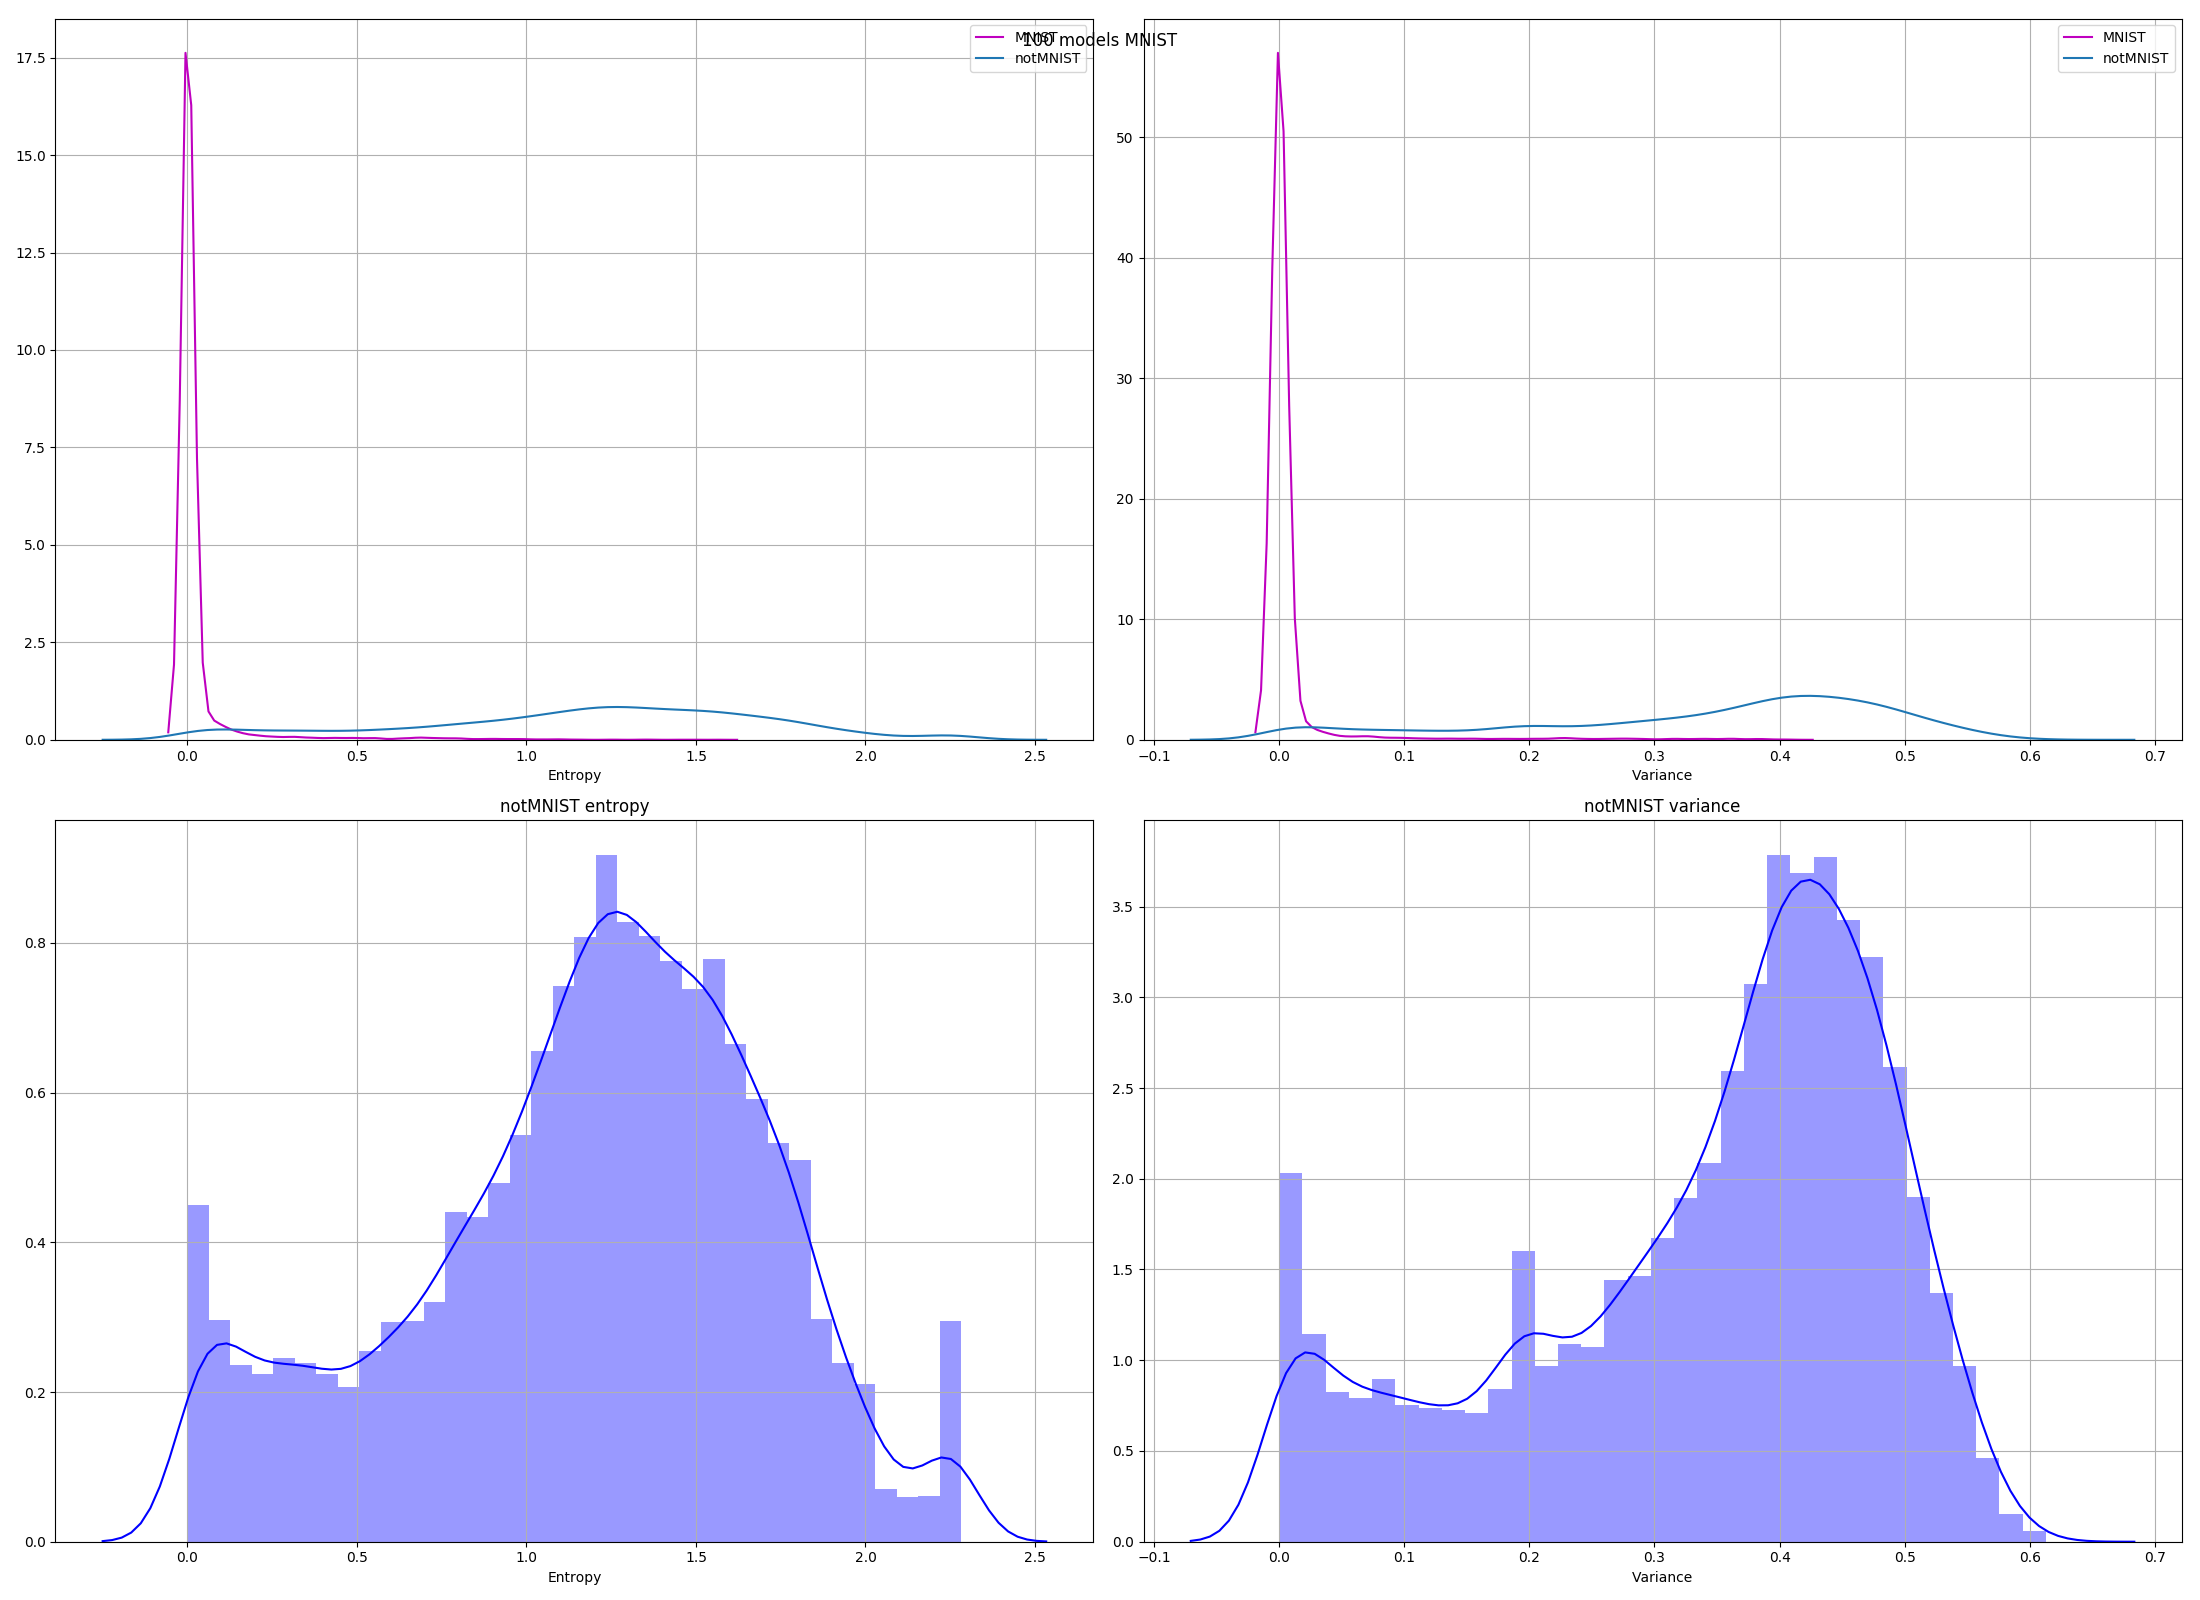 100 models MNIST
MNIST
notMNIST
17.5
15.0
12.5
10.0
7.5
5.0
2.5
0.0
0.0 0.5 1.0 1.5 2.0 2.5
Entropy
MNIST
notMNIST
50
40
30
20
10
0
−0.1 0.0 0.1 0.2 0.3 0.4 0.5 0.6 0.7
Variance
notMNIST entropy
0.8
0.6
0.4
0.2
0.0
0.0 0.5 1.0 1.5 2.0 2.5
Entropy
notMNIST variance
3.5
3.0
2.5
2.0
1.5
1.0
0.5
0.0
−0.1 0.0 0.1 0.2 0.3 0.4 0.5 0.6 0.7
Variance